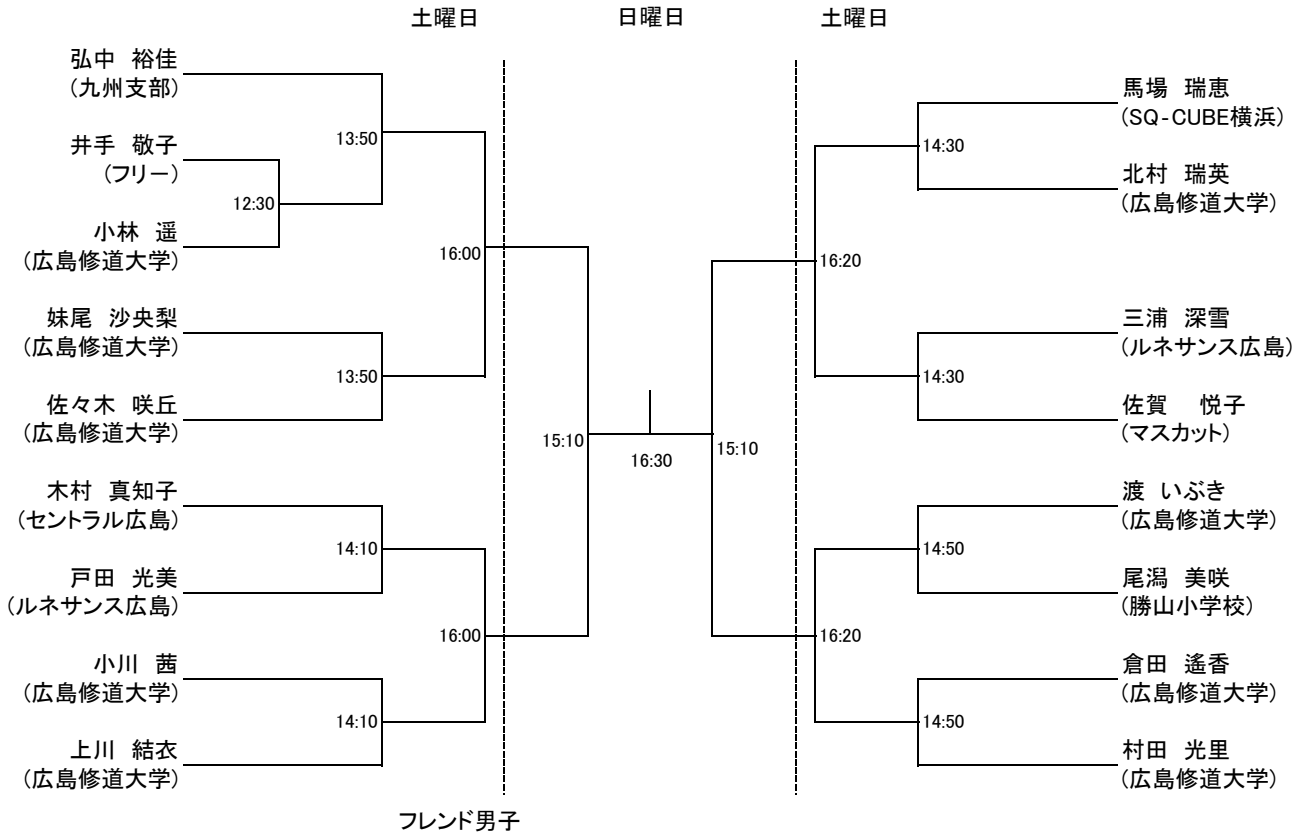 土曜日 日曜日 土曜日
弘中 裕佳
(九州支部)
13:50
井手 敬子
(フリー)
12:30
小林 遥
(広島修道大学)
16:00
妹尾 沙央梨
(広島修道大学)
13:50
佐々木 咲丘
(広島修道大学)
15:10
木村 真知子
(セントラル広島)
14:10
戸田 光美
(ルネサンス広島)
16:00
小川 茜
(広島修道大学)
14:10
上川 結衣
(広島修道大学)
16:30
馬場 瑞恵
(SQ-CUBE横浜)
14:30
北村 瑞英
(広島修道大学)
16:20
三浦 深雪
(ルネサンス広島)
14:30
佐賀 悦子
(マスカット)
15:10
渡 いぶき
(広島修道大学)
14:50
尾潟 美咲
(勝山小学校)
16:20
倉田 遙香
(広島修道大学)
14:50
村田 光里
(広島修道大学)
フレンド男子